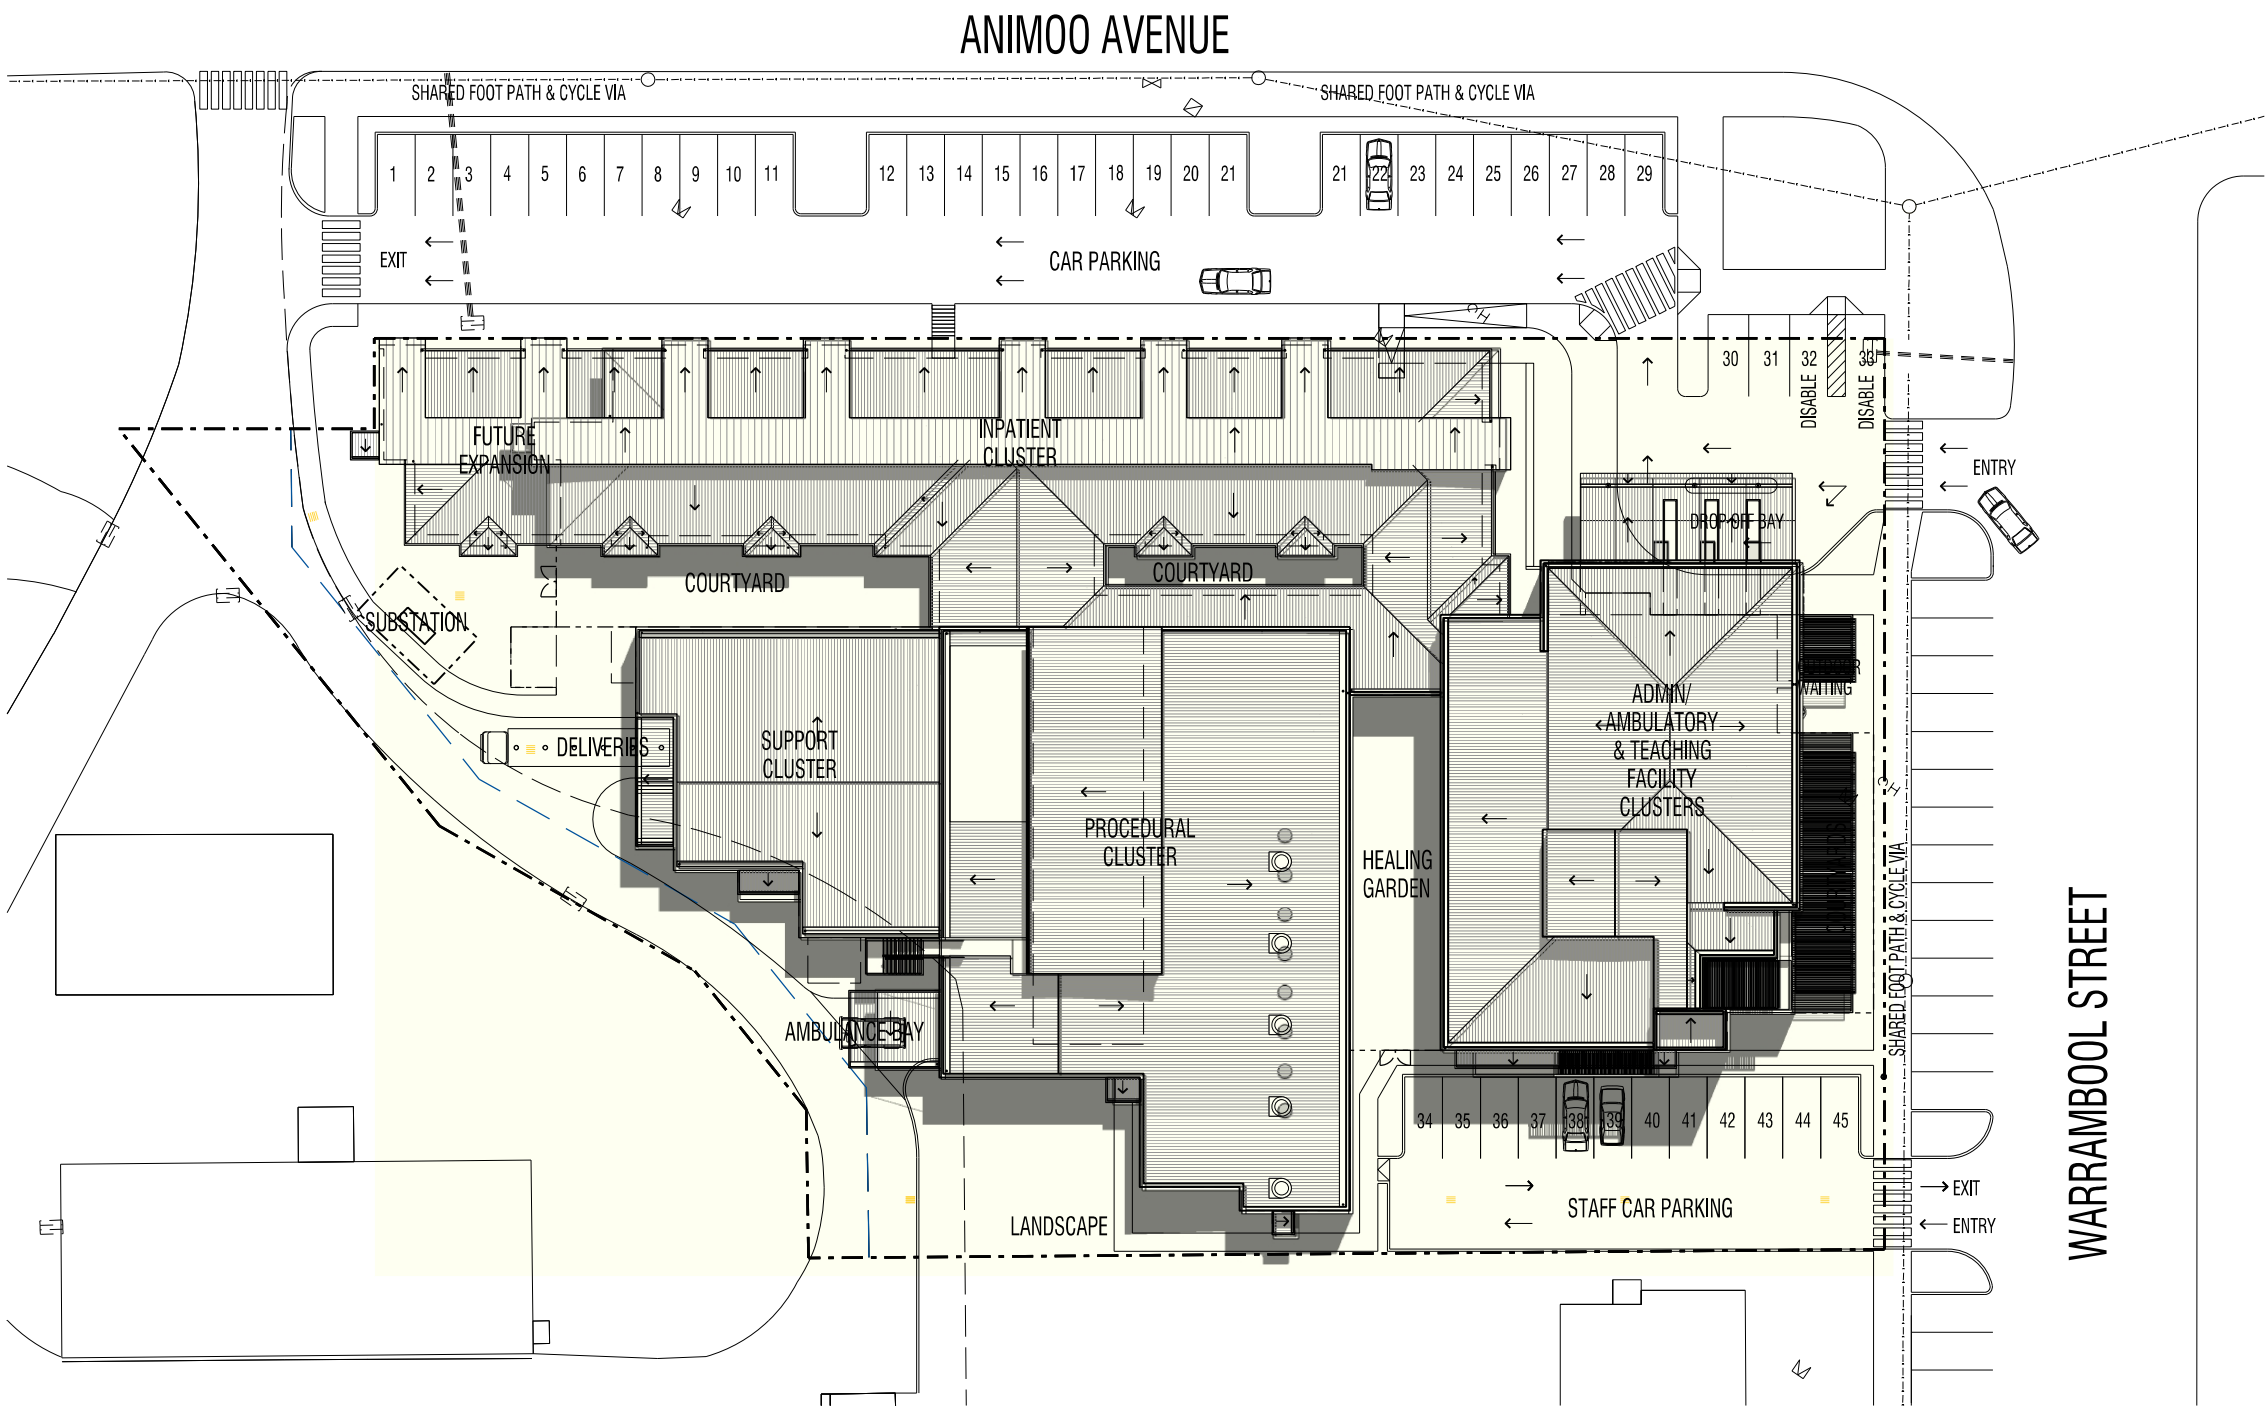 ANIMOO AVENUE
SHARED FOOT PATH & CYCLE VIA
SHARED FOOT PATH & CYCLE VIA
1 2 3 4 5 6 7 8 9 10 11
12 13 14 15 16 17 18 19 20 21
21 22 23 24 25 26 27 28 29
EXIT
CAR PARKING
CH
30 31 32 33
DISABLE
DISABLE
FUTURE
EXPANSION
INPATIENT
CLUSTER
ENTRY
DROP OFF BAY
COURTYARD
COURTYARD
SUBSTATION
WAITING
ADMIN/
AMBULATORY
& TEACHING
FACILITY
CLUSTERS
DELIVERIES
SUPPORT
CLUSTER
PROCEDURAL
CLUSTER
HEALING
GARDEN
CH
COURTYARDS
SHARED FOOT PATH & CYCLE VIA
WARRAMBOOL STREET
AMBULANCE BAY
34 35 36 37 38 39 40 41 42 43 44 45
EXIT
STAFF CAR PARKING
ENTRY
LANDSCAPE